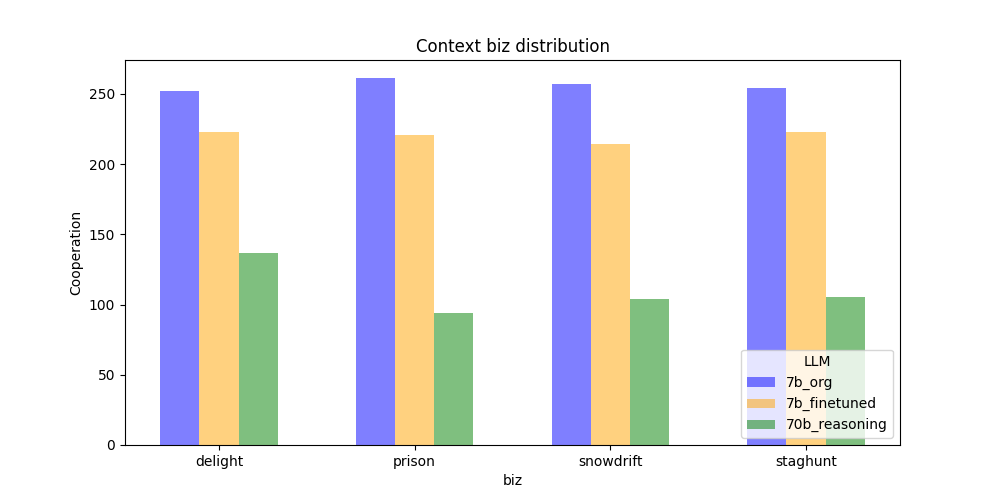 Context biz distribution
Cooperation
250
200
150
100
50
0
delight prison snowdrift staghunt
biz
LLM
7b_org
7b_finetuned
70b_reasoning